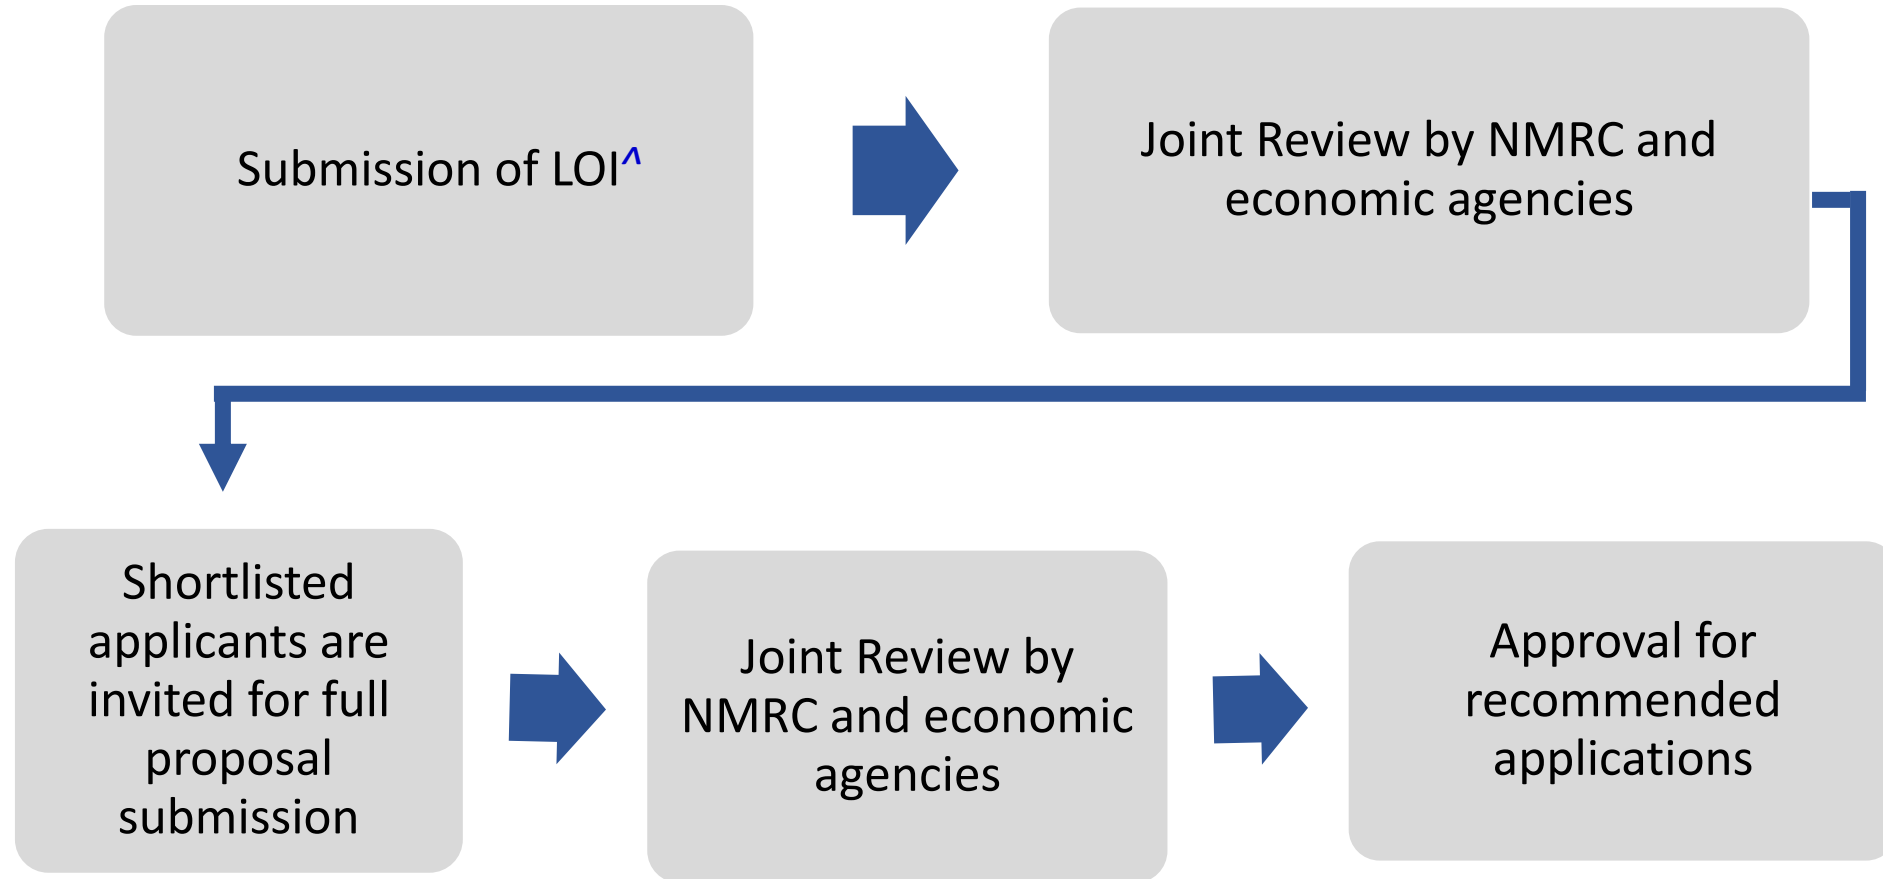 Submission of LOI^
Joint Review by NMRC and
economic agencies
Shortlisted
applicants are
invited for full
proposal
submission
Joint Review by
NMRC and economic
agencies
Approval for
recommended
applications